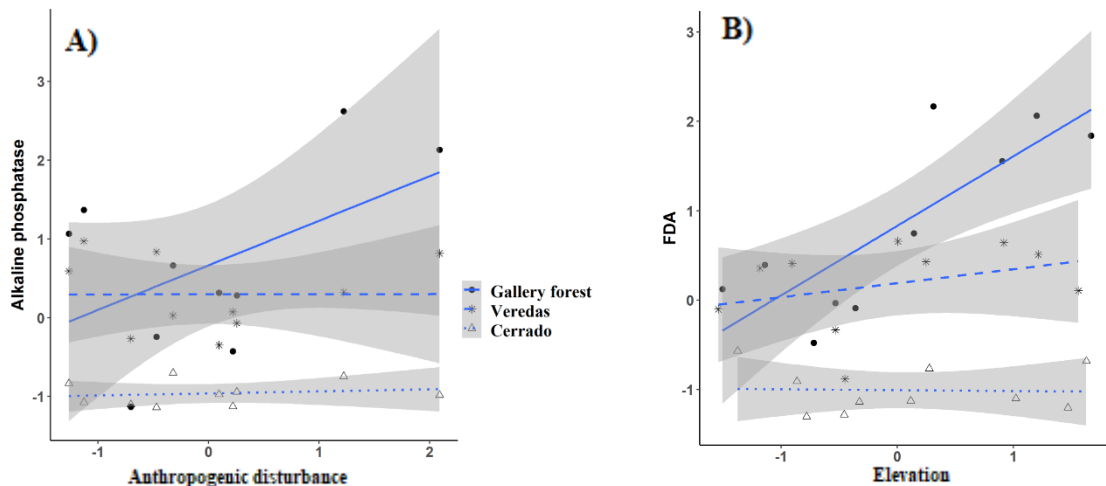 A)
B)
Alkaline phosphatase
3
2
1
0
-1
-1
0
1
2
Anthropogenic disturbance
Gallery forest
Veredas
Cerrado
FDA
3
2
1
0
-1
-1
0
1
Elevation